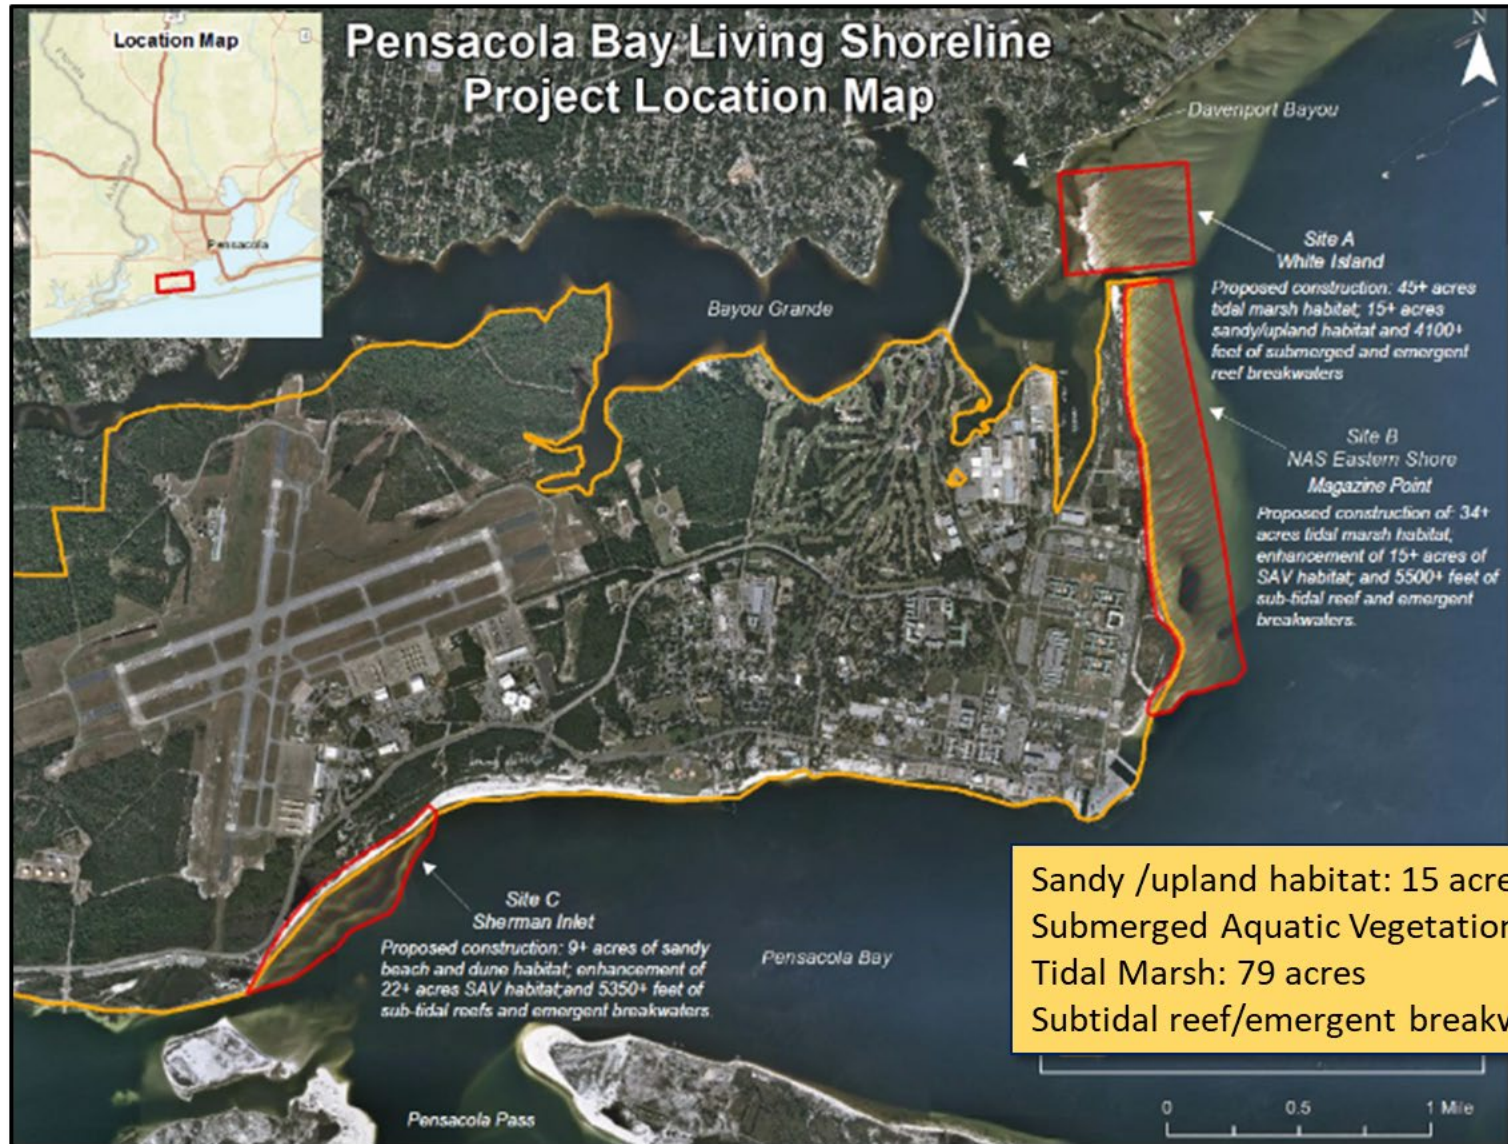 Location Map
Florida
Alabama
Pensacola
Pensacola Bay Living Shoreline
Project Location Map
N
Davenport Bayou
Site A
White Island
Proposed construction: 45+ acres
tidal marsh habitat; 15+ acres
sandy/upland habitat and 4100+
feet of submerged and emergent
reef breakwaters
Bayou Grande
Site B
NAS Eastern Shore
Magazine Point
Proposed construction of: 34+
acres tidal marsh habitat,
enhancement of 15+ acres of
SAV habitat; and 5500+ feet of
sub-tidal reef and emergent
breakwaters.
Site C
Sherman Inlet
Proposed construction: 9+ acres of sandy
beach and dune habitat; enhancement of
22+ acres SAV habitat;and 5350+ feet of
sub-tidal reefs and emergent breakwaters.
Pensacola Bay
Sandy /upland habitat: 15 acre
Submerged Aquatic Vegetation
Tidal Marsh: 79 acres
Subtidal reef/emergent breakw
Pensacola Pass
0 0.5 1 Mile